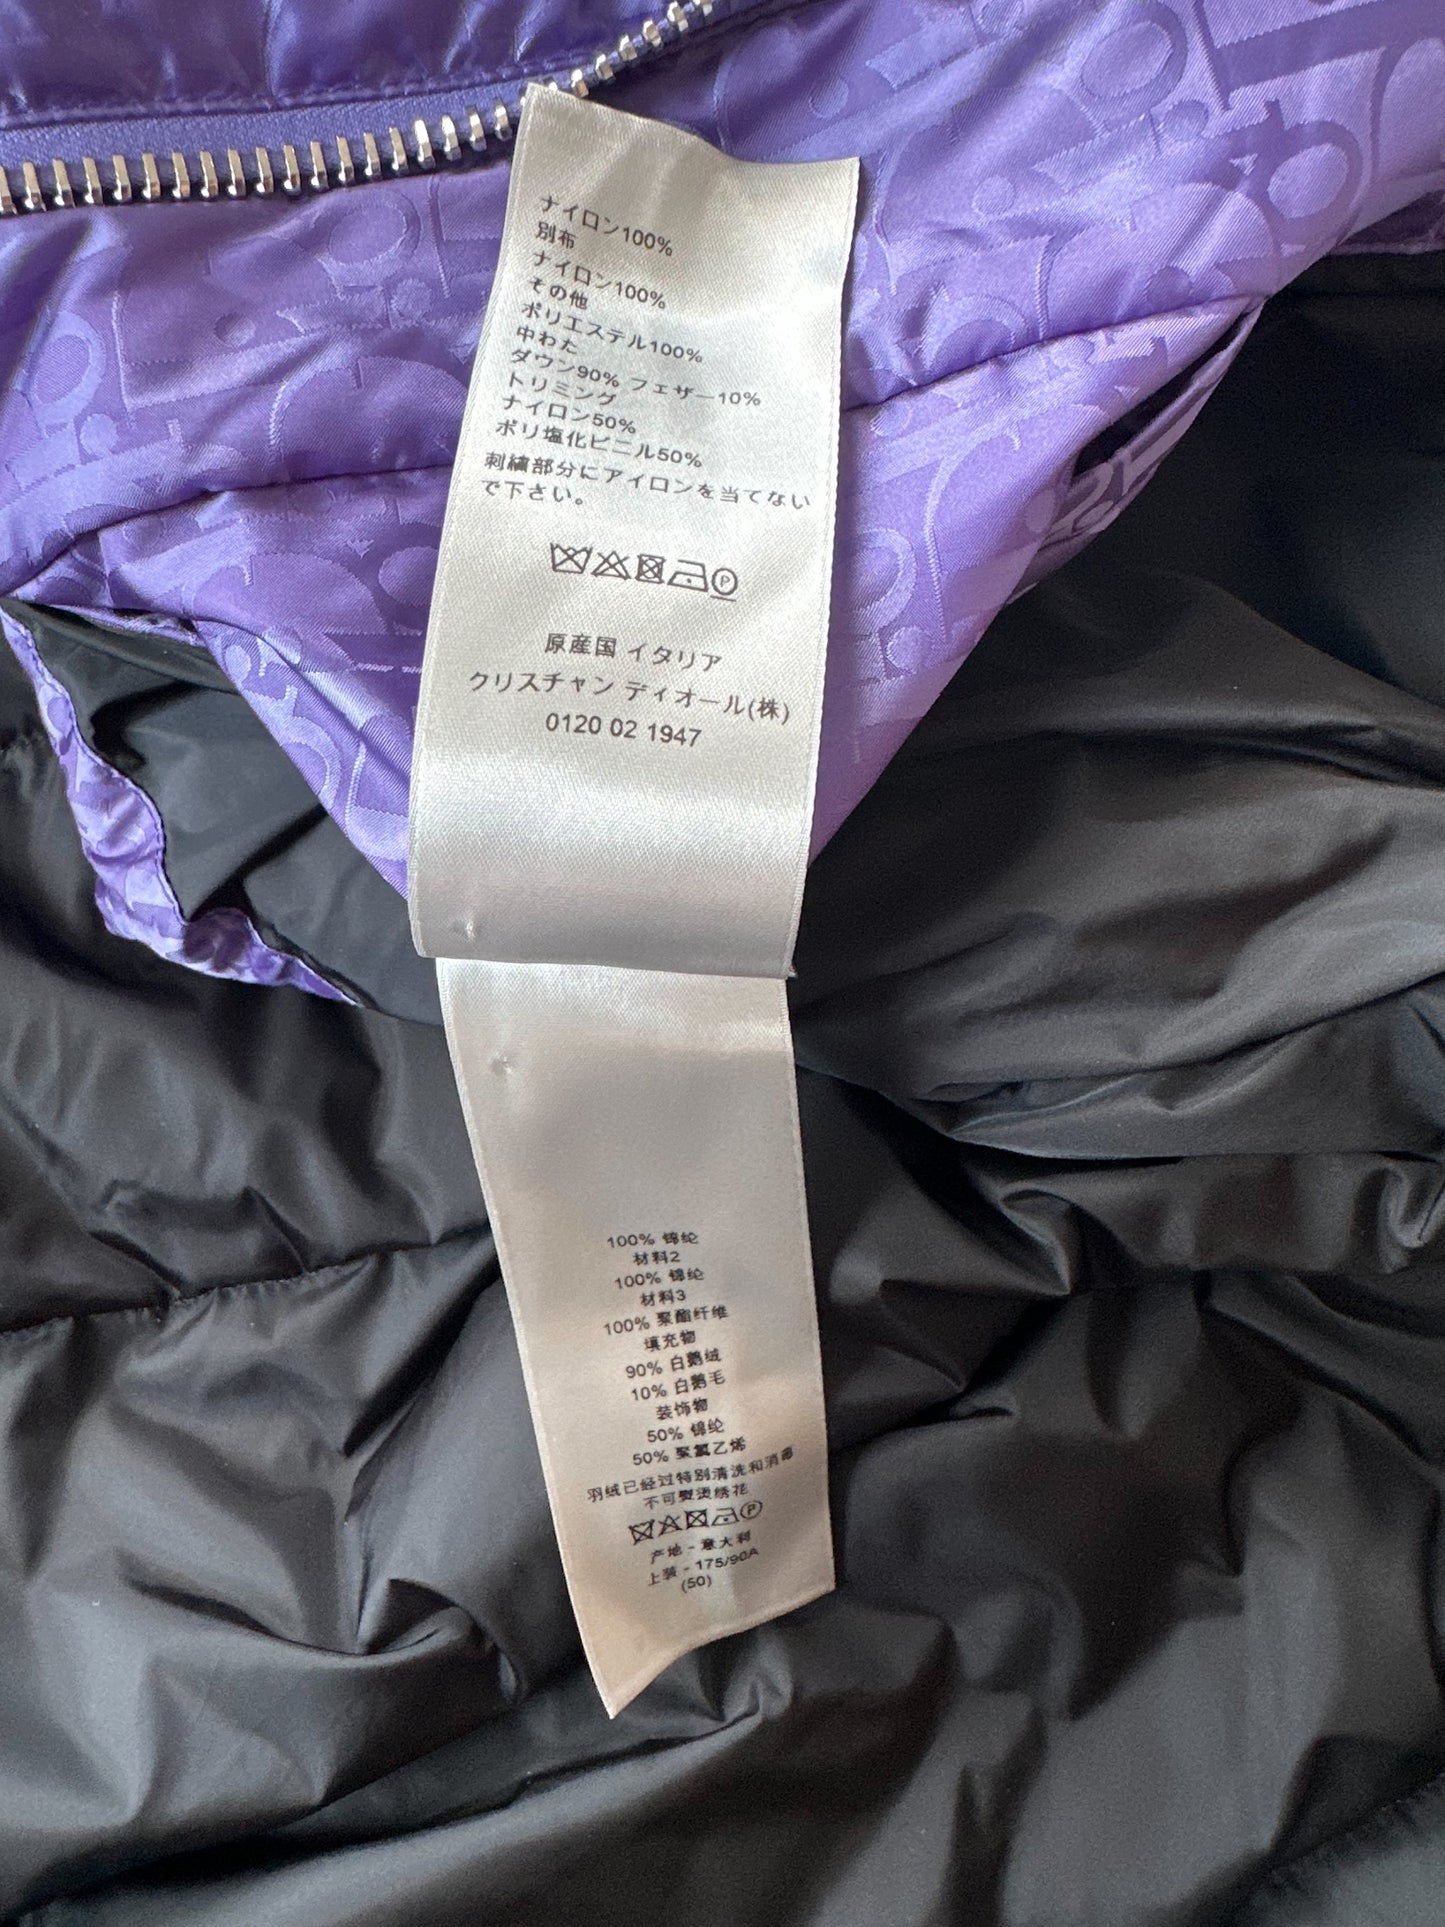 ナイロン100%
別布
ナイロン100%
その他
ポリエステル100%
中わた
ダウン90% フェザー10%
トリミング
ナイロン50%
ポリ塩化ビニル50%
刺繍部分にアイロンを当てない
で下さい。
P
原産国 イタリア
クリスチャン ディオール(株)
0120 02 1947
100% 锦纶
材料2
100% 锦纶
材料3
100% 聚酯纤维
填充物
90% 白鹅绒
10% 白鹅毛
装饰物
50% 锦纶
50% 聚氯乙烯
羽绒已经过特别清洗和消毒
不可熨烫绣花
P
产地 - 意大利
上装 - 175/90A
(50)